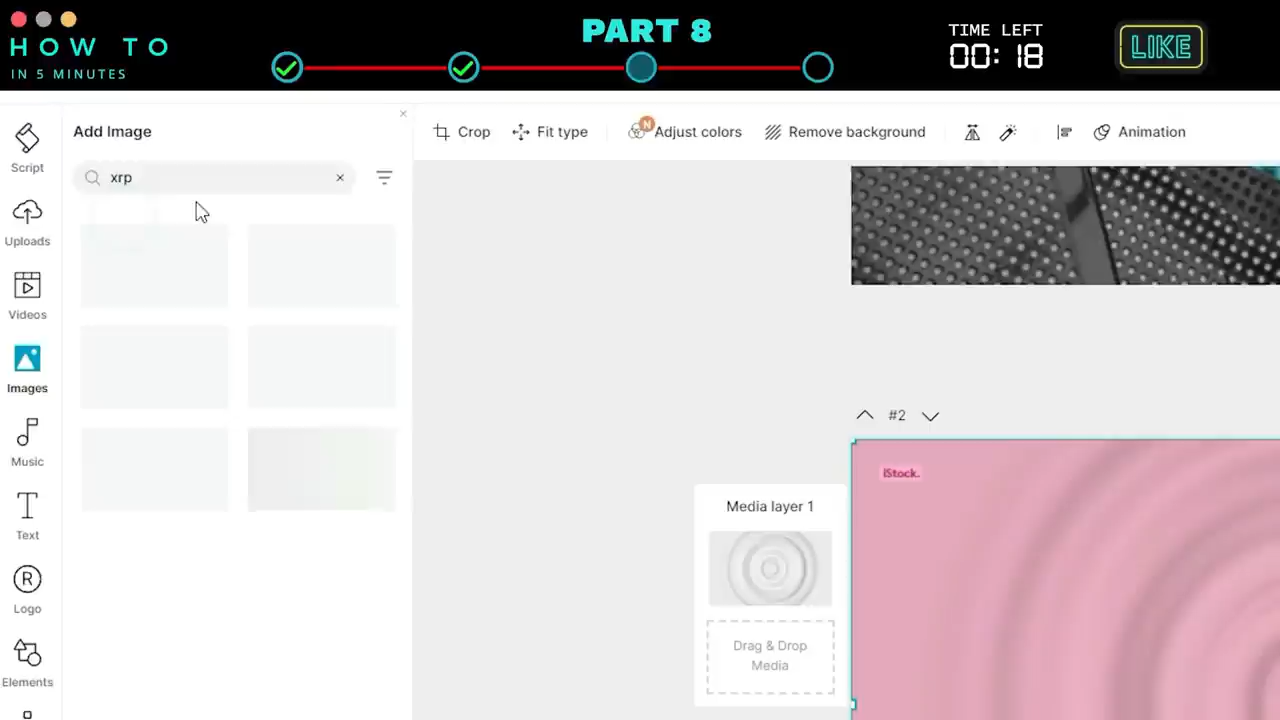 HOW TO
IN 5 MINUTES
PART 8
TIME LEFT
00:18
LIKE
Add Image
×
xrp
×
Script
Uploads
Videos
Images
Music
Text
R
Logo
Elements
Crop
Fit type
N
Adjust colors
Remove background
Animation
#2
iStock.
Media layer 1
Drag & Drop
Media